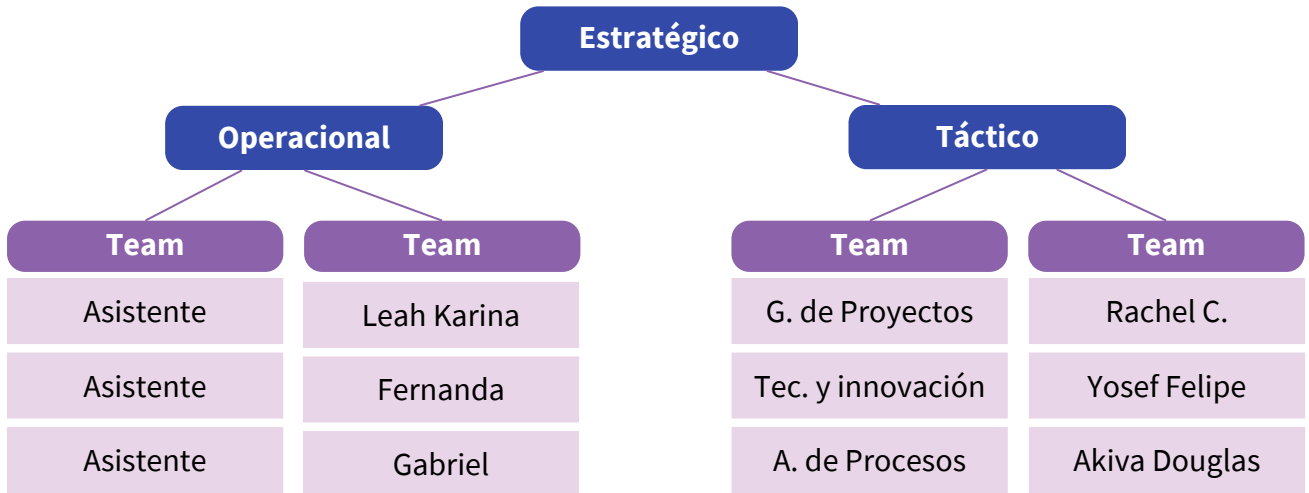 Estratégico
Operacional
Táctico
Team
Team
Team
Team
Asistente
Leah Karina
G. de Proyectos
Rachel C.
Asistente
Fernanda
Tec. y innovación
Yosef Felipe
Asistente
Gabriel
A. de Procesos
Akiva Douglas